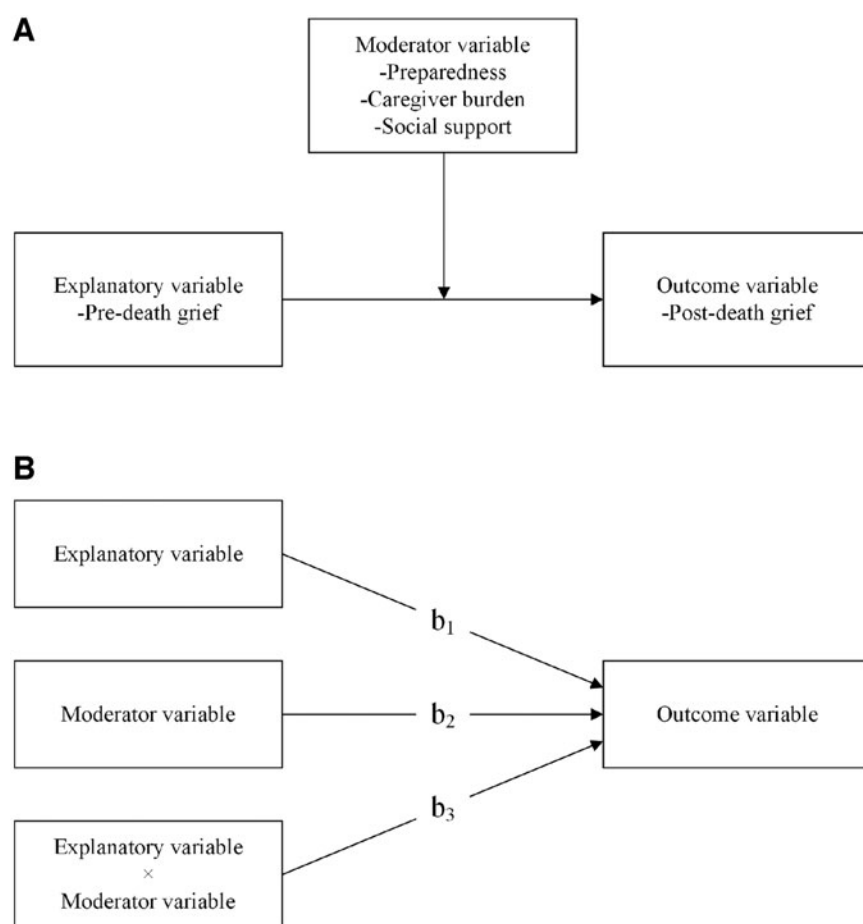 A
Moderator variable
-Preparedness
-Caregiver burden
-Social support
Explanatory variable
-Pre-death grief
Outcome variable
-Post-death grief
B
Explanatory variable
b₁
Moderator variable
b₂
Outcome variable
b₃
Explanatory variable
×
Moderator variable